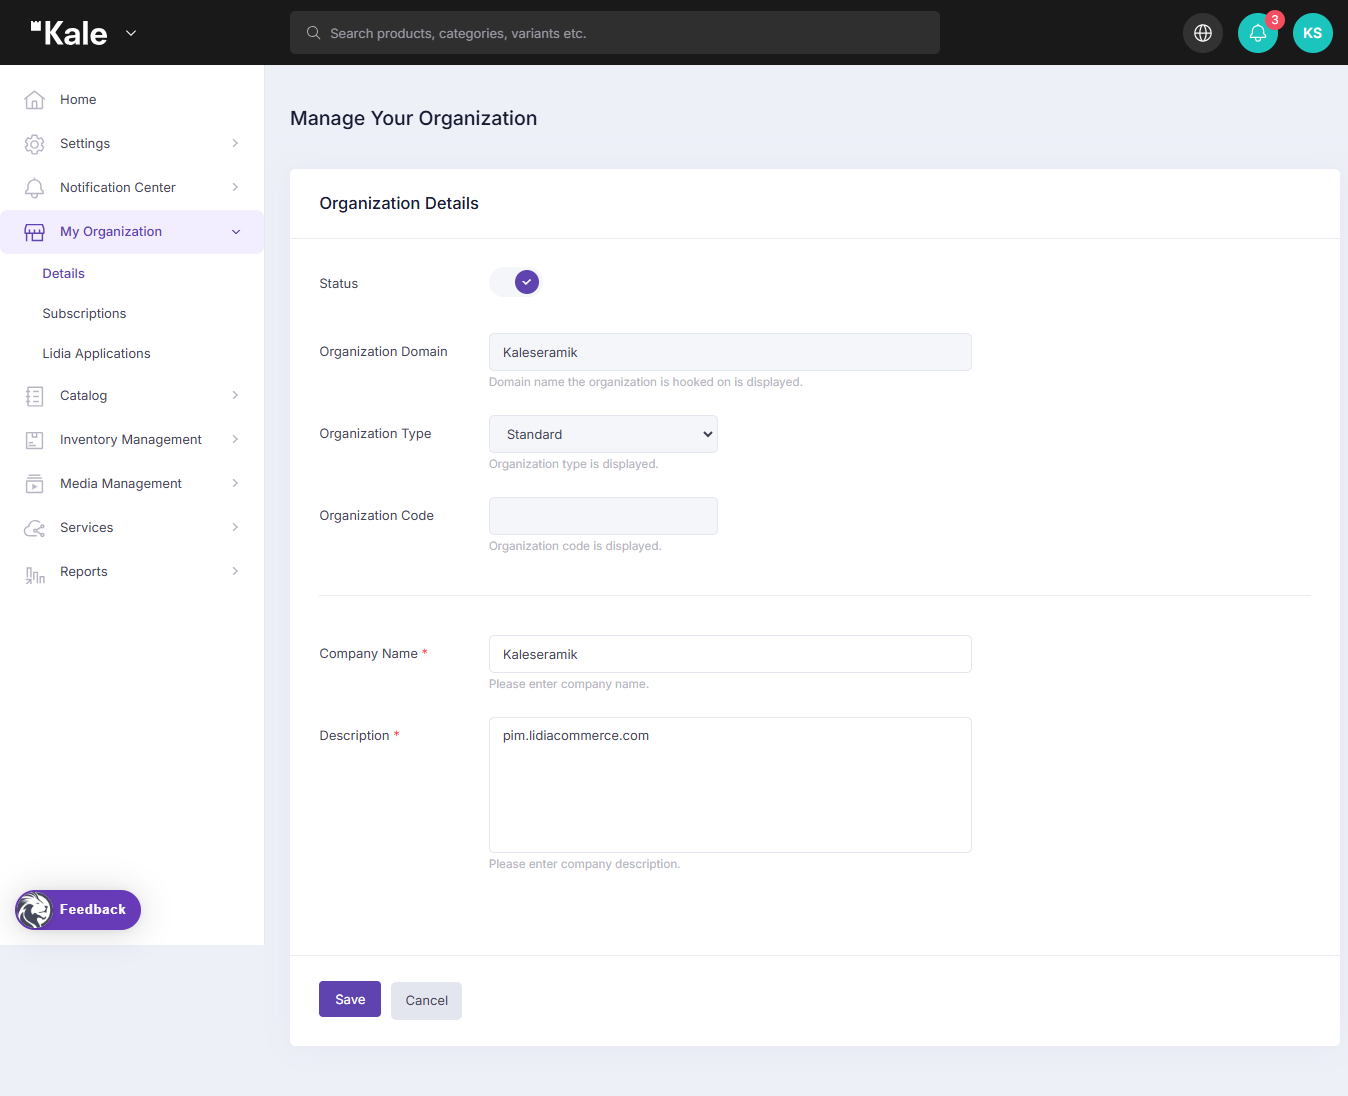 Kale
Search products, categories, variants etc.
3
KS
Home
Settings
Notification Center
My Organization
Details
Subscriptions
Lidia Applications
Catalog
Inventory Management
Media Management
Services
Reports
Feedback
Manage Your Organization
Organization Details
Status
Organization Domain
Kaleseramik
Domain name the organization is hooked on is displayed.
Organization Type
Standard
Organization type is displayed.
Organization Code
Organization code is displayed.
Company Name *
Kaleseramik
Please enter company name.
Description *
pim.lidiacommerce.com
Please enter company description.
Save
Cancel